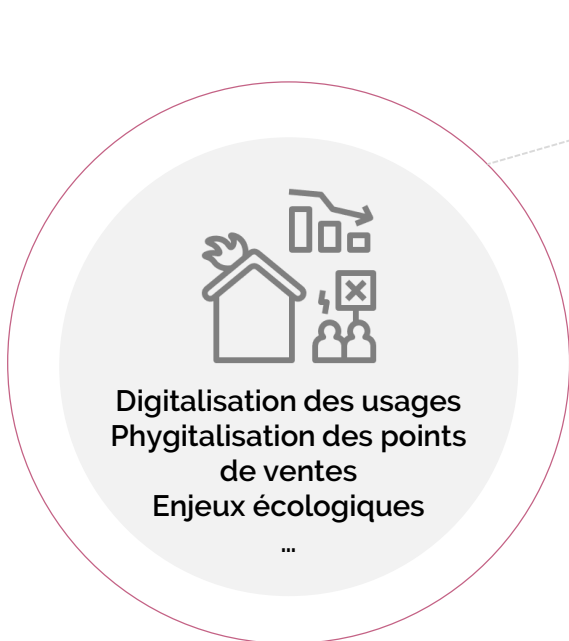 Digitalisation des usages
Phygitalisation des points
de ventes
Enjeux écologiques
...